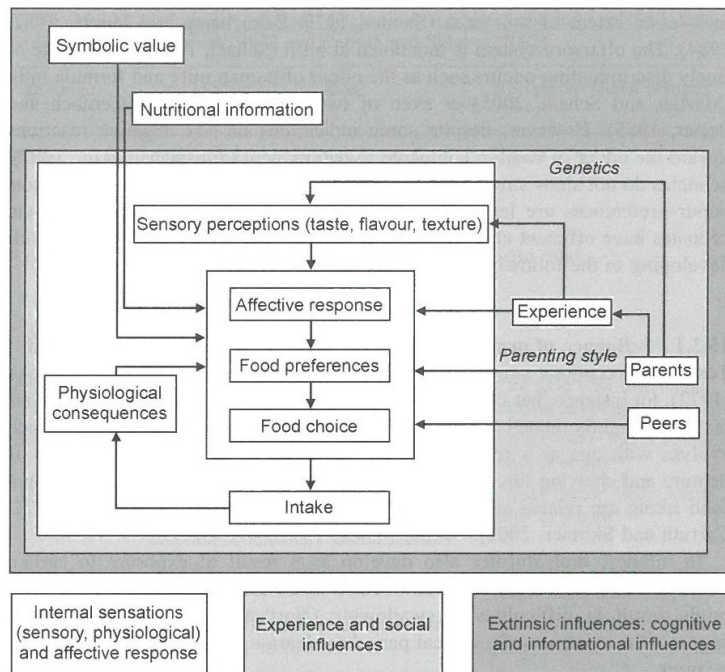 Symbolic value
Nutritional information
Genetics
Sensory perceptions (taste, flavour, texture)
Affective response
Experience
Food preferences
Parenting style
Parents
Physiological
consequences
Food choice
Peers
Intake
Internal sensations
(sensory, physiological)
and affective response
Experience and social
influences
Extrinsic influences: cognitive
and informational influences